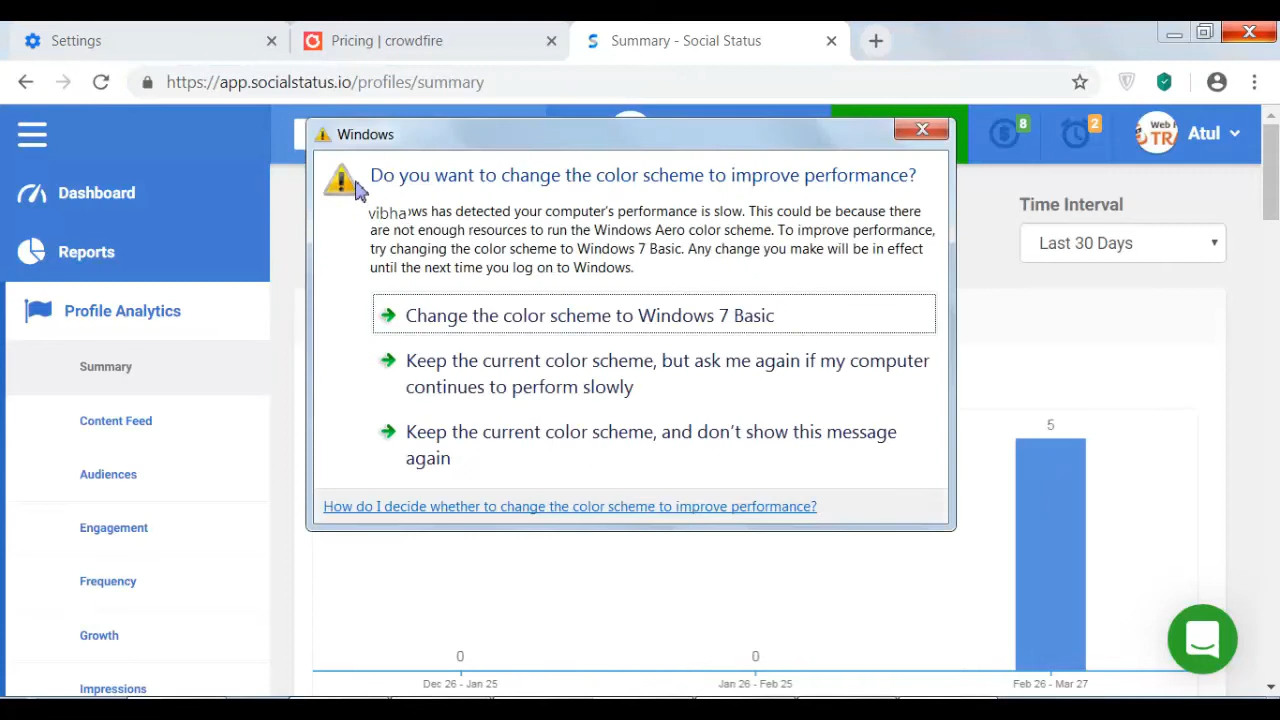 Settings
Pricing | crowdfire
Summary - Social Status
https://app.socialstatus.io/profiles/summary
8
2
Web
TR
Atul
Windows
Do you want to change the color scheme to improve performance?
vibhaws has detected your computer's performance is slow. This could be because there
are not enough resources to run the Windows Aero color scheme. To improve performance,
try changing the color scheme to Windows 7 Basic. Any change you make will be in effect
until the next time you log on to Windows.
Change the color scheme to Windows 7 Basic
Keep the current color scheme, but ask me again if my computer
continues to perform slowly
Keep the current color scheme, and don't show this message
again
How do I decide whether to change the color scheme to improve performance?
Dashboard
Reports
Profile Analytics
Summary
Content Feed
Audiences
Engagement
Frequency
Growth
Impressions
Time Interval
Last 30 Days
5
0
0
Dec 26 - Jan 25
Jan 26 - Feb 25
Feb 26 - Mar 27